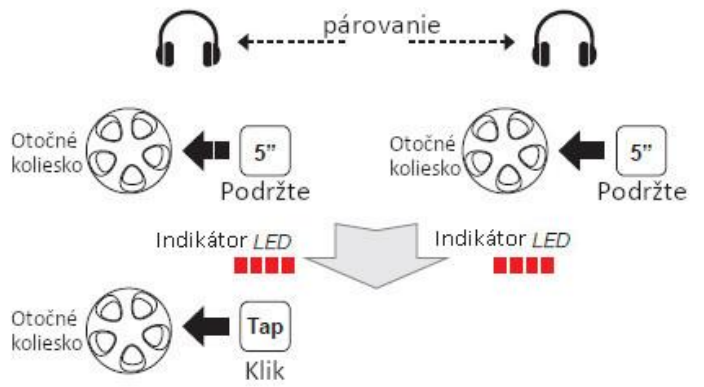 párovanie
Otočné
koliesko
5”
Podržte
Otočné
koliesko
5”
Podržte
Indikátor LED
Indikátor LED
Otočné
koliesko
Tap
Klik